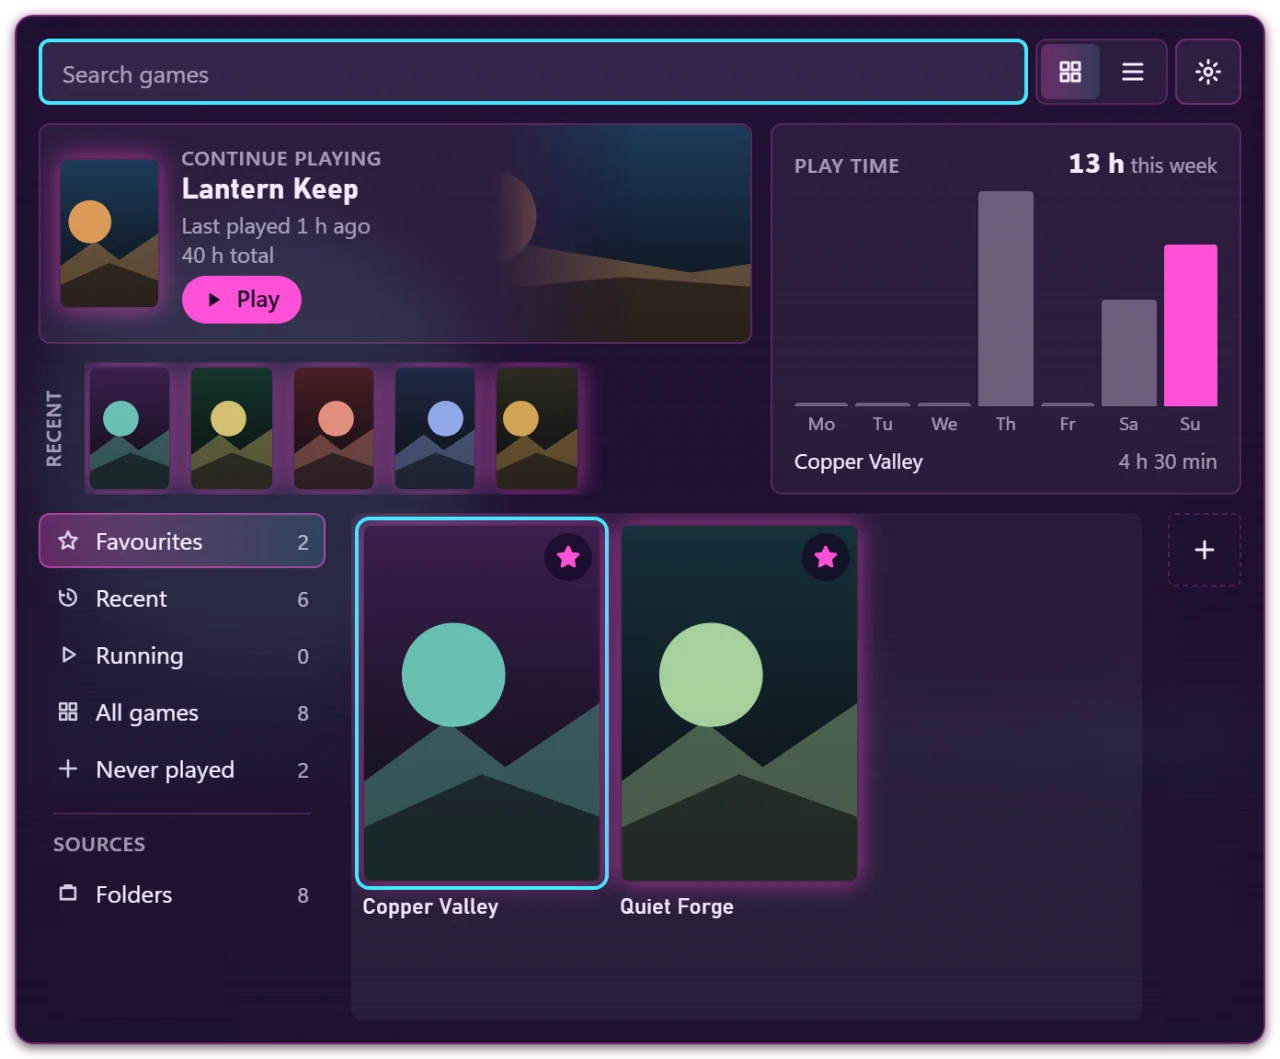 Search games
CONTINUE PLAYING
Lantern Keep
Last played 1 h ago
40 h total
Play
PLAY TIME
13 h this week
Mo Tu We Th Fr Sa Su
Copper Valley 4 h 30 min
RECENT
Favourites 2
Recent 6
Running 0
All games 8
Never played 2
SOURCES
Folders 8
Copper Valley
Quiet Forge